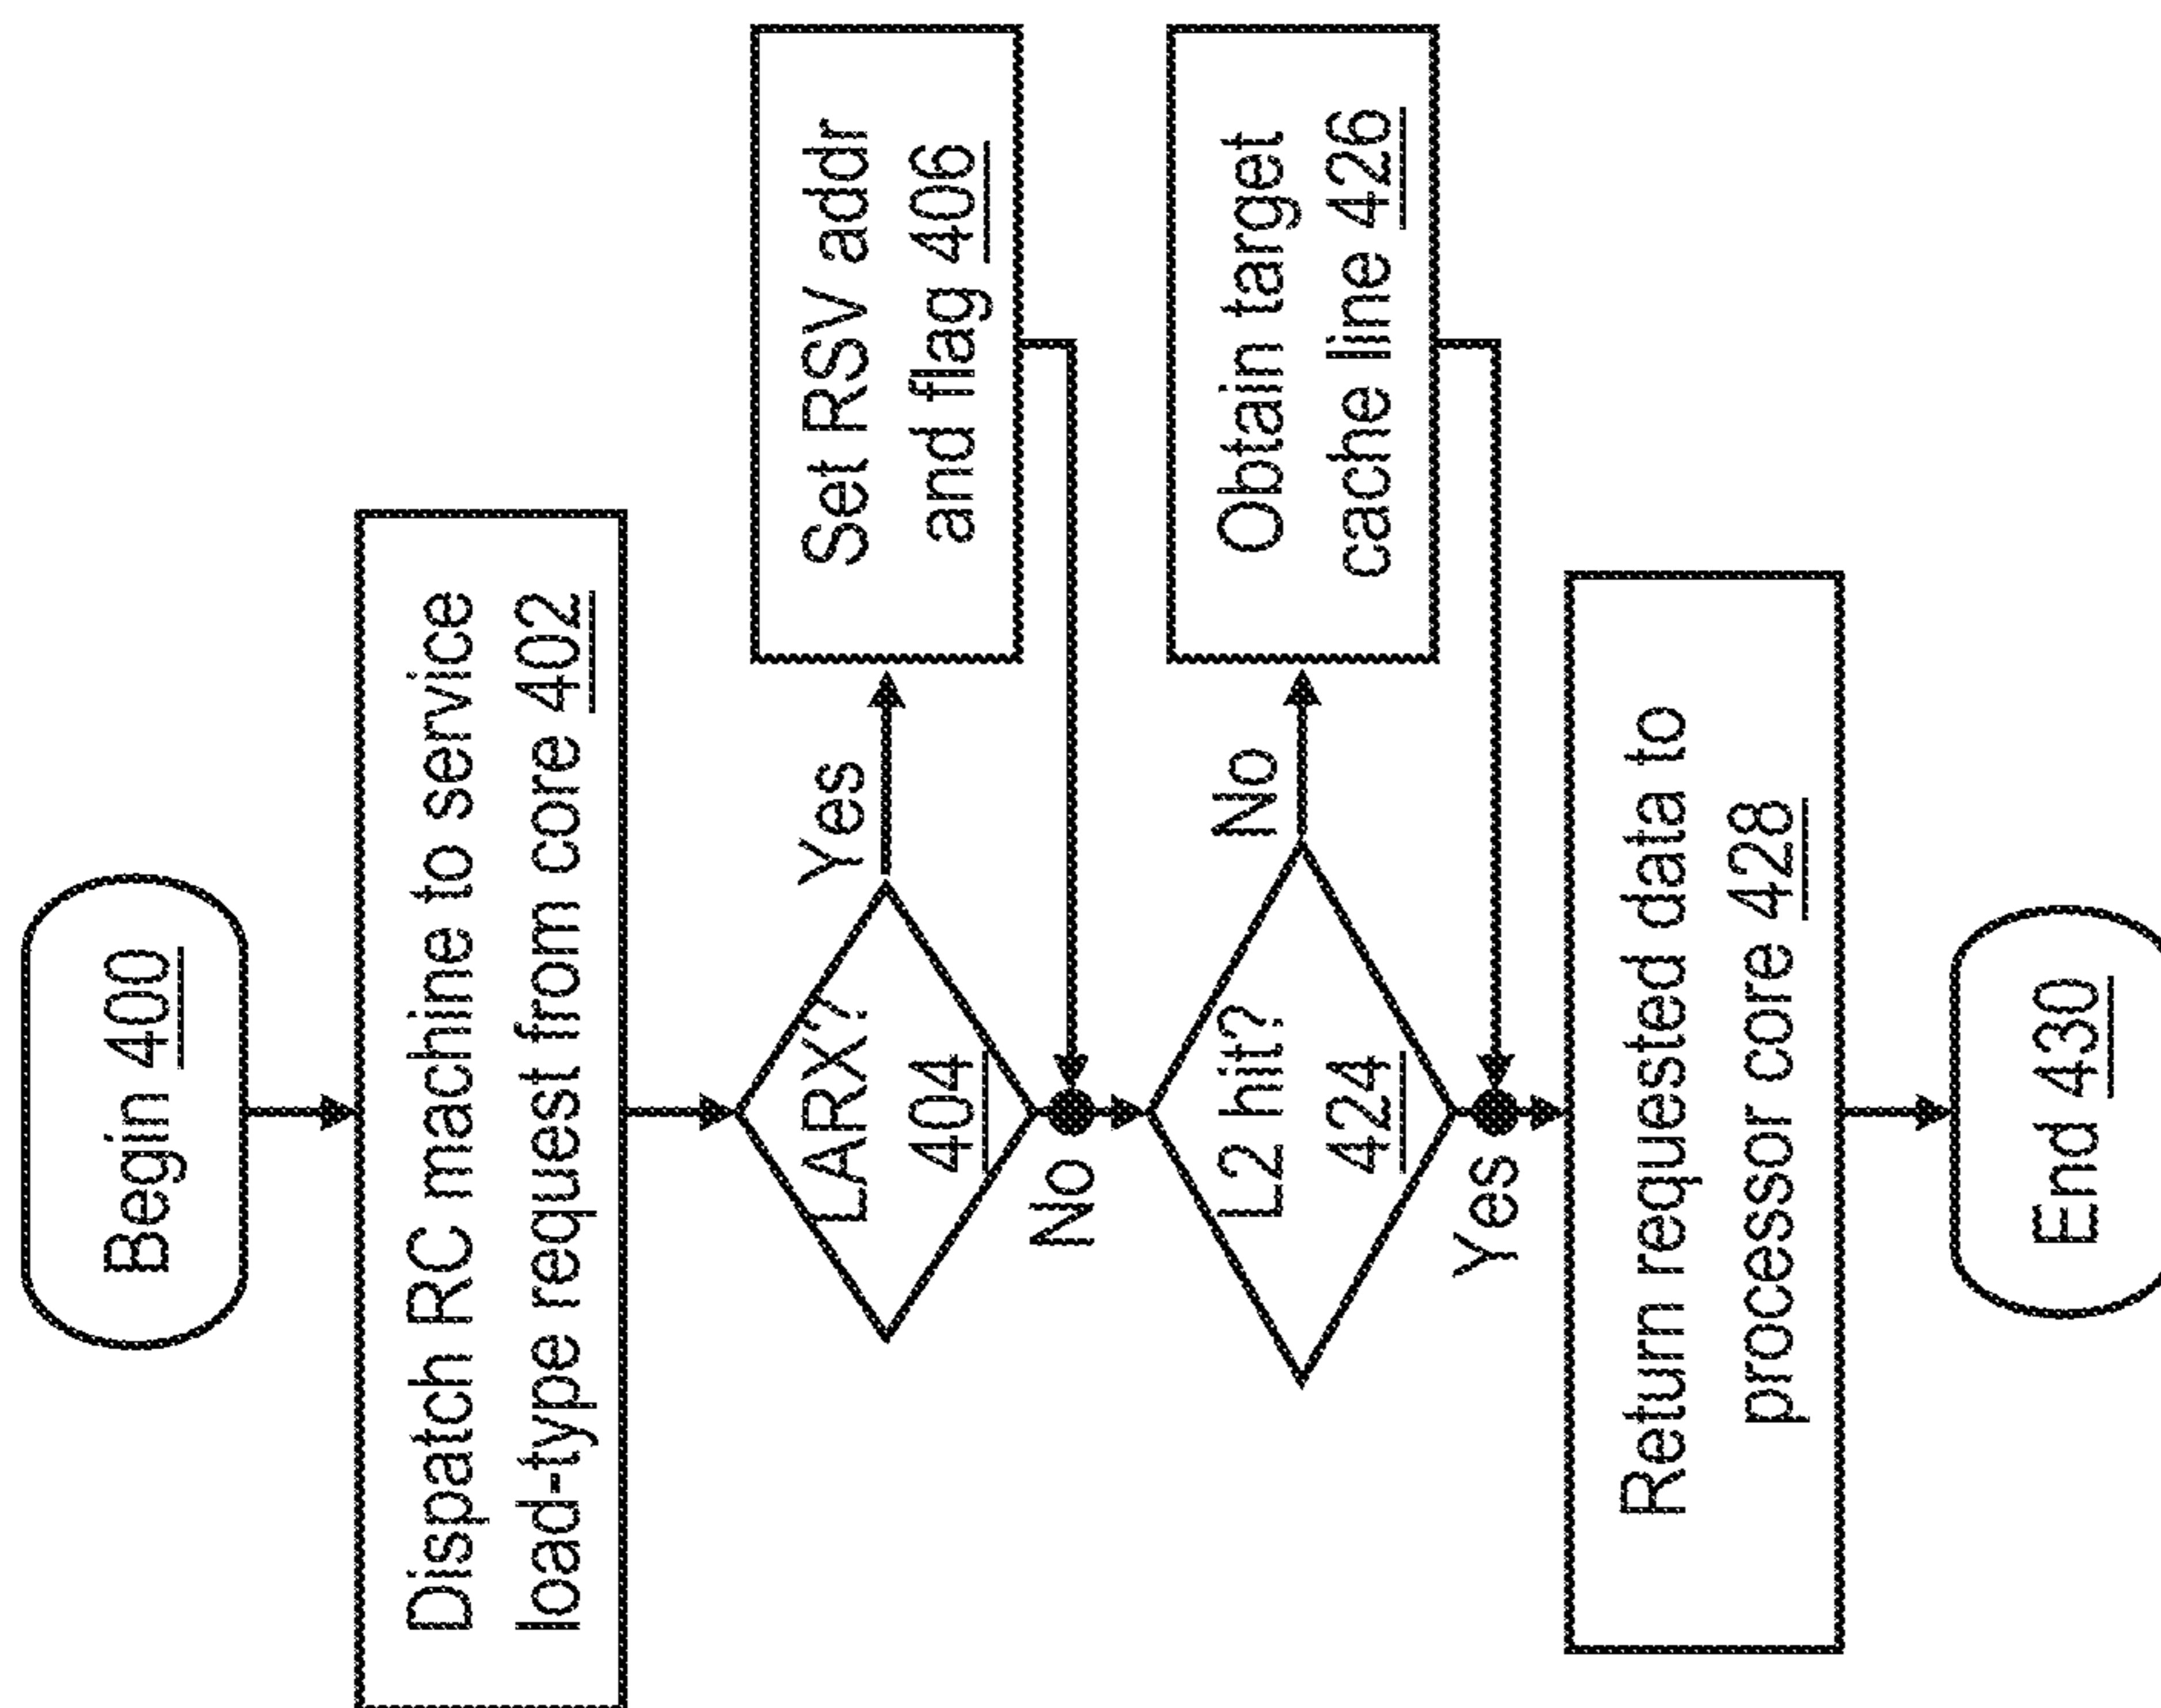 Begin 400
Dispatch RC machine to service
load-type request from core 402
LARX?
404
Yes
Set RSV addr
and flag 406
No
L2 hit?
424
No
Obtain target
cache line 426
Yes
Return requested data to
processor core 428
End 430